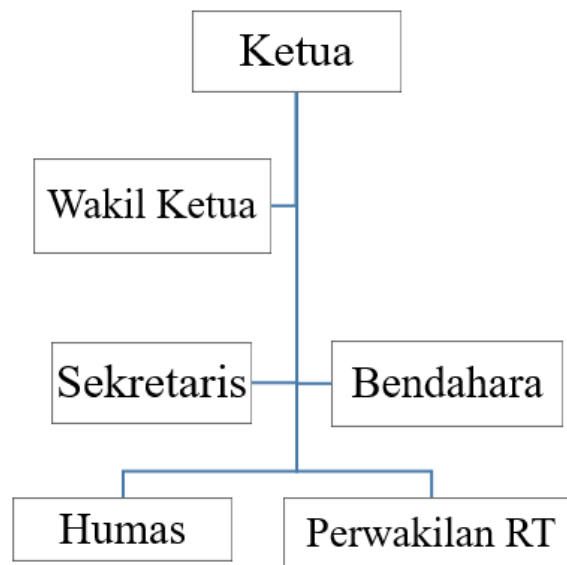 Ketua
Wakil Ketua
Sekretaris
Bendahara
Humas
Perwakilan RT